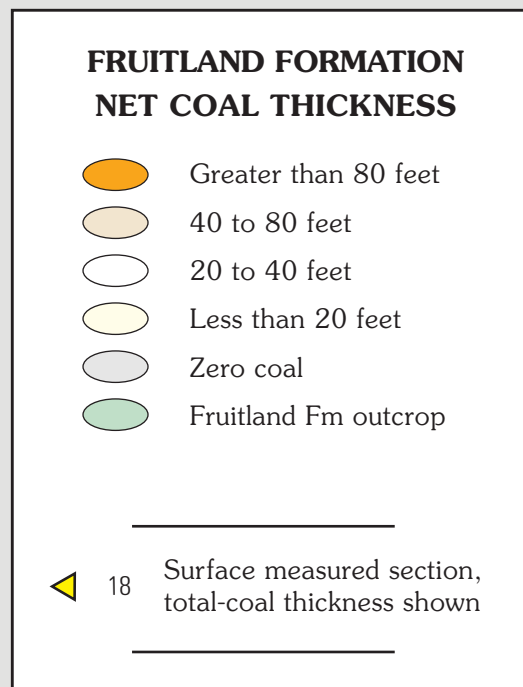 FRUITLAND FORMATION
NET COAL THICKNESS
Greater than 80 feet
40 to 80 feet
20 to 40 feet
Less than 20 feet
Zero coal
Fruitland Fm outcrop
18 Surface measured section,
total-coal thickness shown